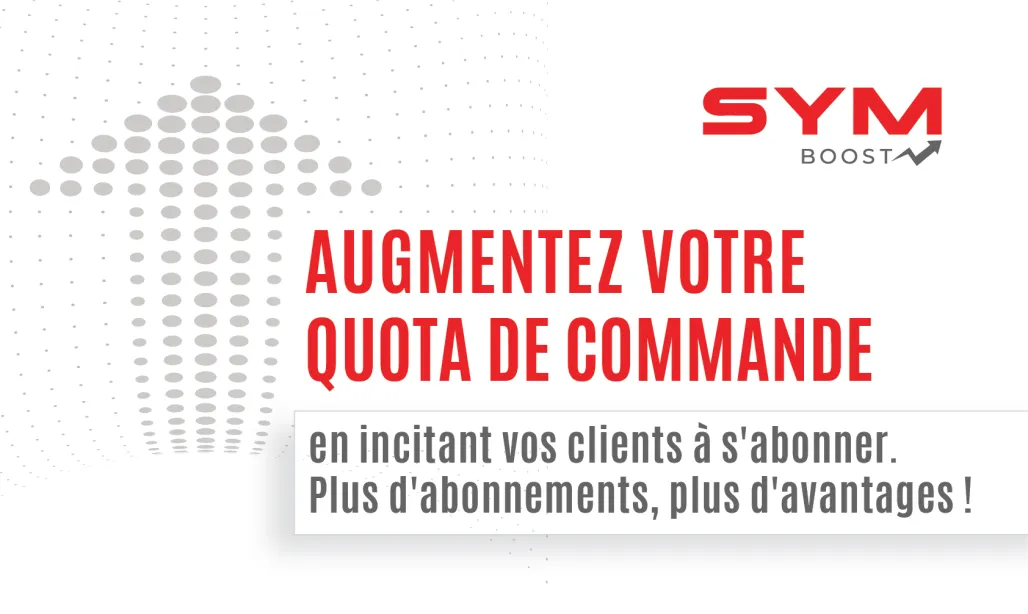 SYM
BOOST
AUGMENTEZ VOTRE
QUOTA DE COMMANDE
en incitant vos clients à s'abonner.
Plus d'abonnements, plus d'avantages !